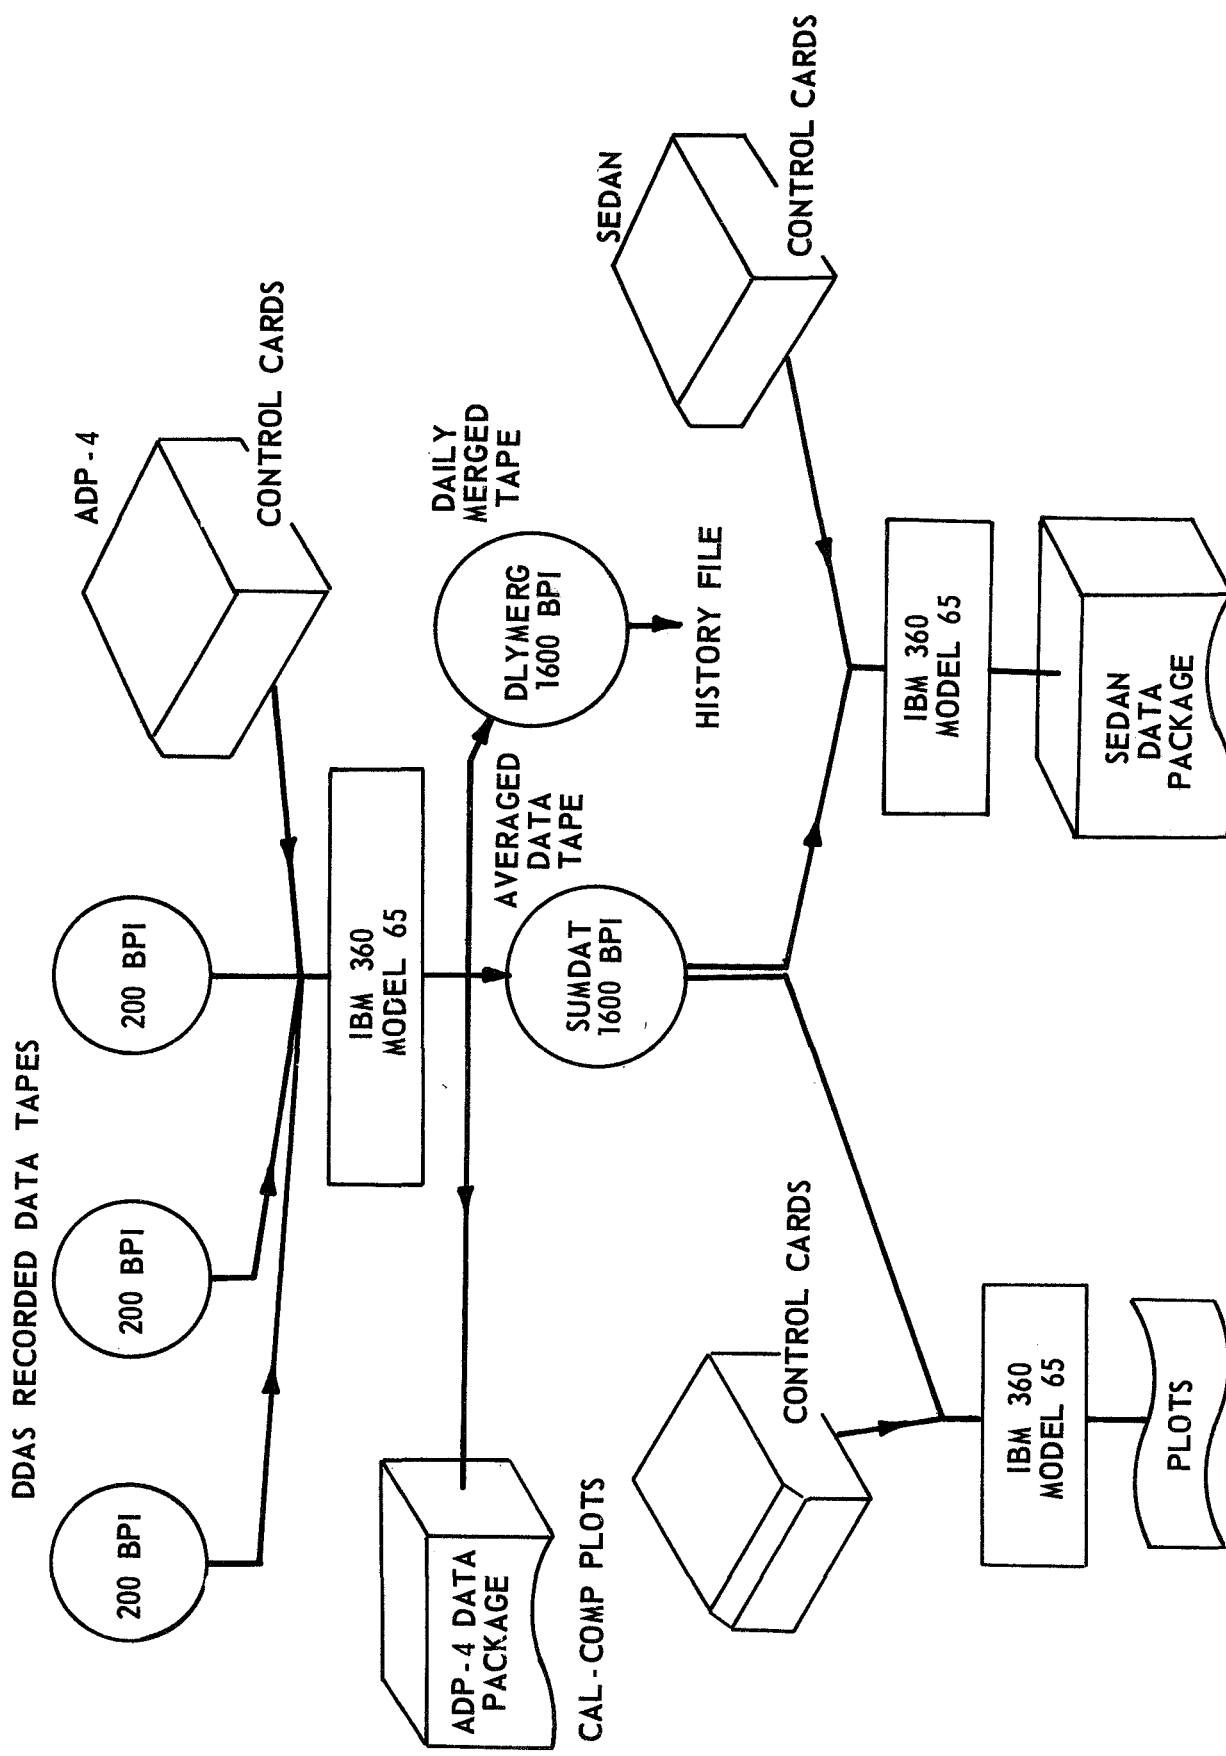 DDAS RECORDED DATA TAPES
200 BPI
200 BPI
200 BPI
ADP-4
CONTROL CARDS
IBM 360
MODEL 65
ADP-4 DATA
PACKAGE
AVERAGED
DATA
TAPE
SUMDAT
1600 BPI
DAILY
MERGED
TAPE
DLYMERG
1600 BPI
HISTORY FILE
CAL-COMP PLOTS
CONTROL CARDS
IBM 360
MODEL 65
PLOTS
SEDAN
CONTROL CARDS
IBM 360
MODEL 65
SEDAN
DATA
PACKAGE